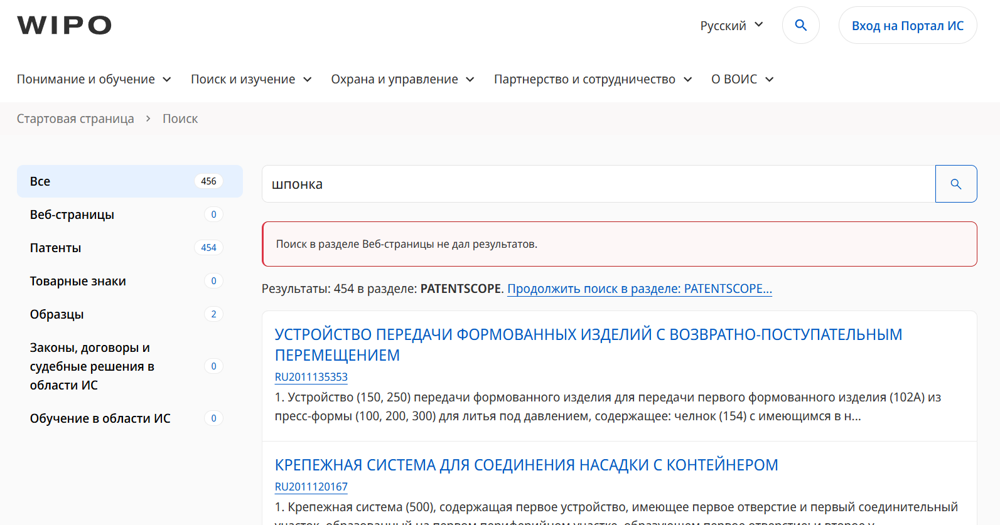 WIPO
Русский
Вход на Портал ИС
Понимание и обучение
Поиск и изучение
Охрана и управление
Партнерство и сотрудничество
О ВОИС
Стартовая страница
Поиск
Все 456
Веб-страницы 0
Патенты 454
Товарные знаки 0
Образцы 2
Законы, договоры и
судебные решения в
области ИС 0
Обучение в области ИС 0
шпонка
Поиск в разделе Веб-страницы не дал результатов.
Результаты: 454 в разделе: PATENTSCOPE. Продолжить поиск в разделе: PATENTSCOPE...
УСТРОЙСТВО ПЕРЕДАЧИ ФОРМОВАННЫХ ИЗДЕЛИЙ С ВОЗВРАТНО-ПОСТУПАТЕЛЬНЫМ
ПЕРЕМЕЩЕНИЕМ
RU2011135353
1. Устройство (150, 250) передачи формованного изделия для передачи первого формованного изделия (102A) из
пресс-формы (100, 200, 300) для литья под давлением, содержащее: челнок (154) с имеющимся в н...
КРЕПЕЖНАЯ СИСТЕМА ДЛЯ СОЕДИНЕНИЯ НАСАДКИ С КОНТЕЙНЕРОМ
RU2011120167
1. Крепежная система (500), содержащая первое устройство, имеющее первое отверстие и первый соединительный
участок, образованный на первом периферийном участке, образующем первое отверстие; и второе у